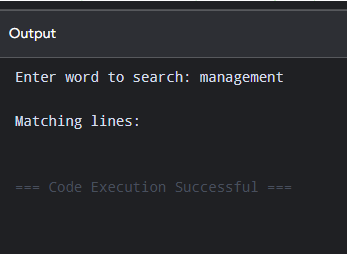 Output
Enter word to search: management
Matching lines:
=== Code Execution Successful ===